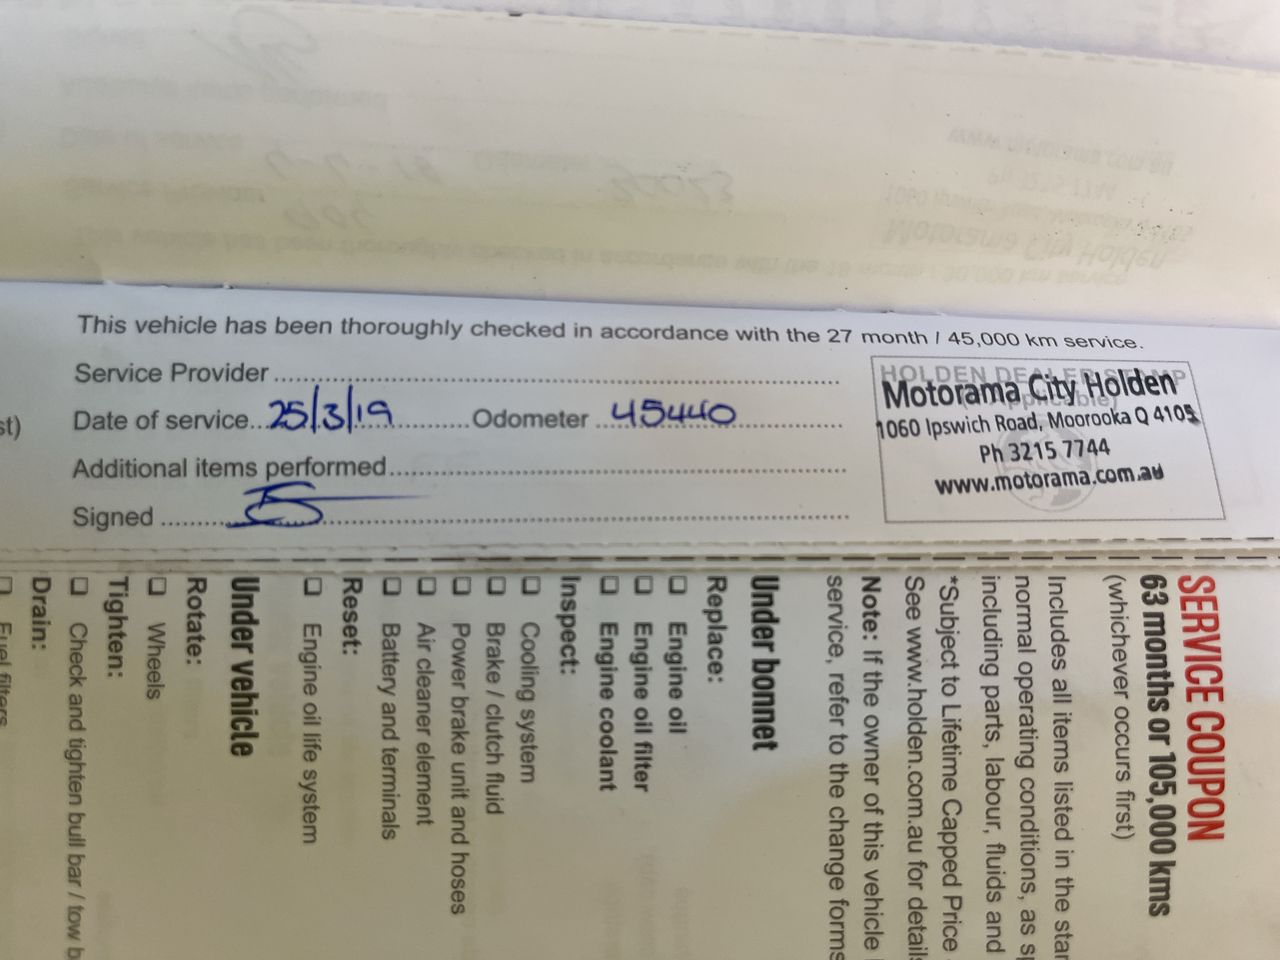 This vehicle has been thoroughly checked in accordance with the 27 month / 45,000 km service.
Service Provider
Date of service 25/3/19 Odometer 45440
Additional items performed
Signed
HOLDEN DEALER STAMP
Motorama City Holden
1060 Ipswich Road, Moorooka Q 4105
Ph 3215 7744
www.motorama.com.au
st)
SERVICE COUPON
63 months or 105,000 kms
(whichever occurs first)
Includes all items listed in the
normal operating conditions, as
including parts, labour, fluids and
*Subject to Lifetime Capped Price
See www.holden.com.au for details
Note: If the owner of this vehicle
service, refer to the change forms
Under bonnet
Replace:
Engine oil
Engine oil filter
Engine coolant
Inspect:
Cooling system
Brake / clutch fluid
Power brake unit and hoses
Air cleaner element
Battery and terminals
Reset:
Engine oil life system
Under vehicle
Rotate:
Wheels
Tighten:
Check and tighten bull bar / tow
Drain:
Fuel filters